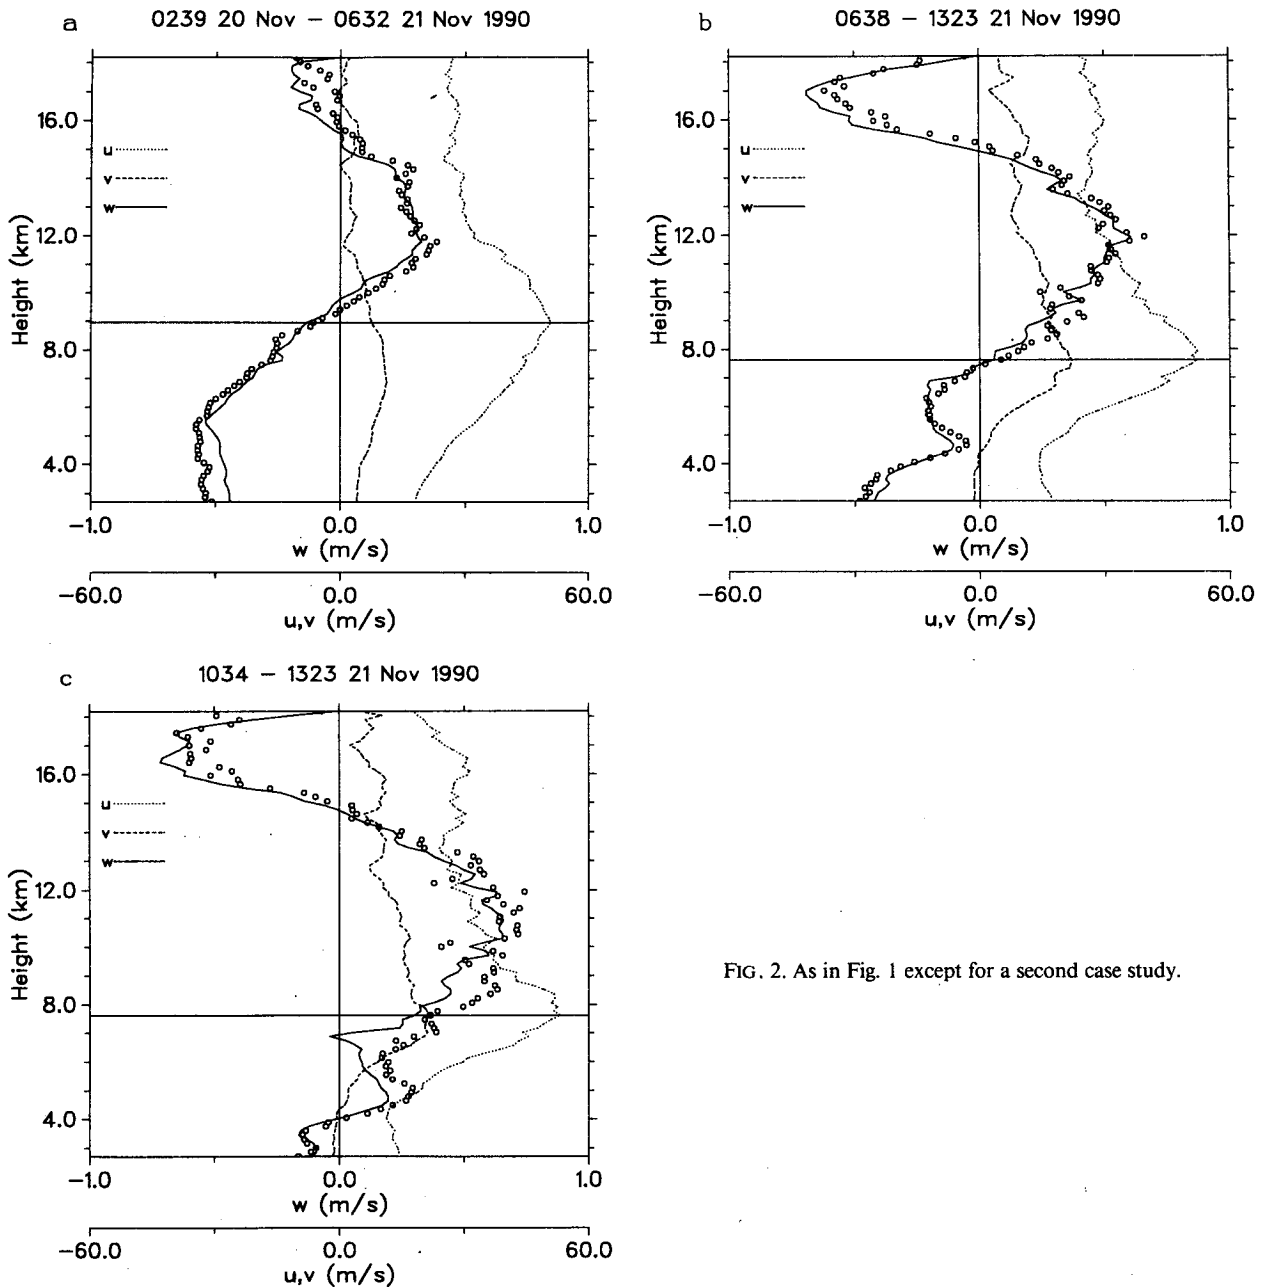 a
0239 20 Nov – 0632 21 Nov 1990
16.0
12.0
8.0
4.0
Height (km)
u
v
w
−1.0 0.0 1.0
w (m/s)
−60.0 0.0 60.0
u,v (m/s)
b
0638 – 1323 21 Nov 1990
16.0
12.0
8.0
4.0
Height (km)
u
v
w
−1.0 0.0 1.0
w (m/s)
−60.0 0.0 60.0
u,v (m/s)
c
1034 – 1323 21 Nov 1990
16.0
12.0
8.0
4.0
Height (km)
u
v
w
−1.0 0.0 1.0
w (m/s)
−60.0 0.0 60.0
u,v (m/s)
FIG. 2. As in Fig. 1 except for a second case study.